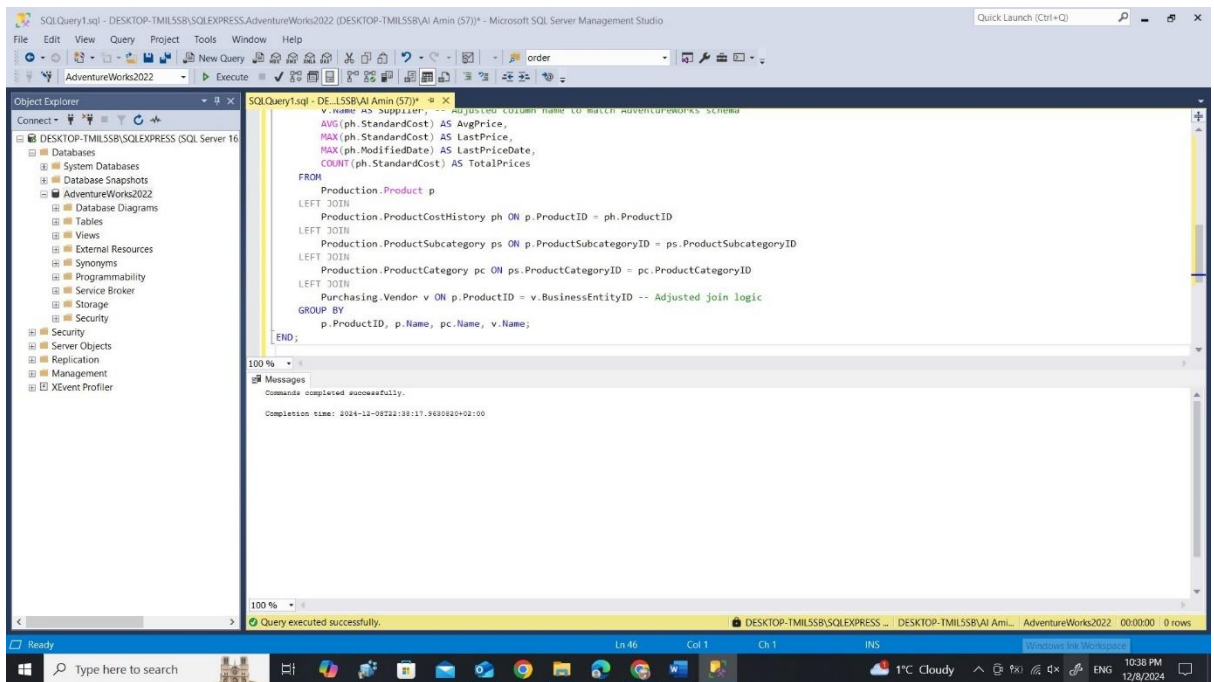 SQLQuery1.sql - DESKTOP-TMIL5SB\SQLEXPRESS.AdventureWorks2022 (DESKTOP-TMIL5SB\Al Amin (57))* - Microsoft SQL Server Management Studio
Quick Launch (Ctrl+Q)
File Edit View Query Project Tools Window Help
New Query
order
AdventureWorks2022
Execute
Object Explorer
SQLQuery1.sql - DE...L5SB\Al Amin (57))*
Connect
DESKTOP-TMIL5SB\SQLEXPRESS (SQL Server 16
Databases
System Databases
Database Snapshots
AdventureWorks2022
Database Diagrams
Tables
Views
External Resources
Synonyms
Programmability
Service Broker
Storage
Security
Security
Server Objects
Replication
Management
XEvent Profiler
v.Name AS Supplier, -- Adjusted column name to match AdventureWorks schema
AVG(ph.StandardCost) AS AvgPrice,
MAX(ph.StandardCost) AS LastPrice,
MAX(ph.ModifiedDate) AS LastPriceDate,
COUNT(ph.StandardCost) AS TotalPrices
FROM
Production.Product p
LEFT JOIN
Production.ProductCostHistory ph ON p.ProductID = ph.ProductID
LEFT JOIN
Production.ProductSubcategory ps ON p.ProductSubcategoryID = ps.ProductSubcategoryID
LEFT JOIN
Production.ProductCategory pc ON ps.ProductCategoryID = pc.ProductCategoryID
LEFT JOIN
Purchasing.Vendor v ON p.ProductID = v.BusinessEntityID -- Adjusted join logic
GROUP BY
p.ProductID, p.Name, pc.Name, v.Name;
END;
100 %
Messages
Commands completed successfully.
Completion time: 2024-12-08T22:38:17.9630820+02:00
100 %
Query executed successfully.
DESKTOP-TMIL5SB\SQLEXPRESS ... DESKTOP-TMIL5SB\Al Ami... AdventureWorks2022 00:00:00 0 rows
Ready
Ln 46 Col 1 Ch 1 INS
Windows Ink Workspace
Type here to search
1°C Cloudy
ENG
10:38 PM
12/8/2024